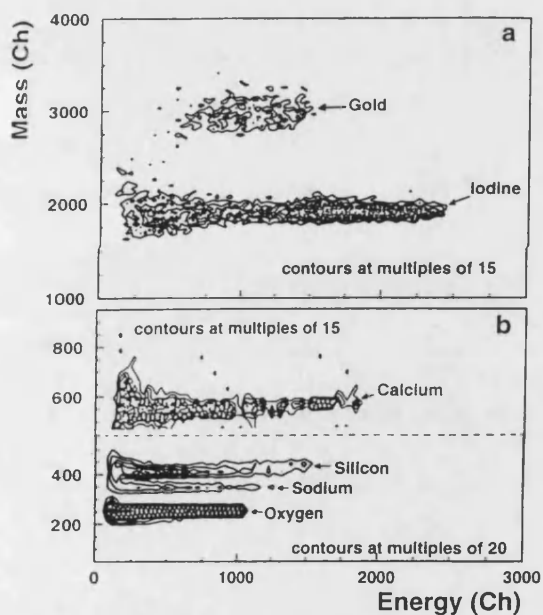 Mass (Ch)
4000
3000
2000
1000
a
Gold
Iodine
contours at multiples of 15
800
600
400
200
b
contours at multiples of 15
Calcium
Silicon
Sodium
Oxygen
contours at multiples of 20
0
1000
2000
3000
Energy (Ch)